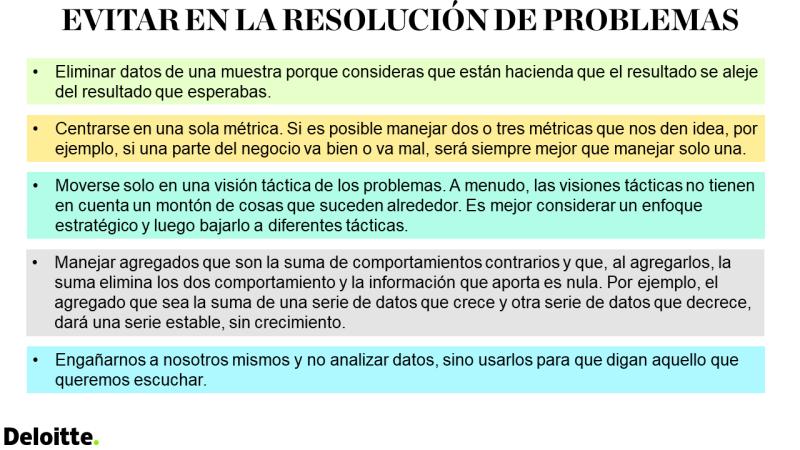 EVITAR EN LA RESOLUCIÓN DE PROBLEMAS
• Eliminar datos de una muestra porque consideras que están hacienda que el resultado se aleje
del resultado que esperabas.
• Centrarse en una sola métrica. Si es posible manejar dos o tres métricas que nos den idea, por
ejemplo, si una parte del negocio va bien o va mal, será siempre mejor que manejar solo una.
• Moverse solo en una visión táctica de los problemas. A menudo, las visiones tácticas no tienen
en cuenta un montón de cosas que suceden alrededor. Es mejor considerar un enfoque
estratégico y luego bajarlo a diferentes tácticas.
• Manejar agregados que son la suma de comportamientos contrarios y que, al agregarlos, la
suma elimina los dos comportamiento y la información que aporta es nula. Por ejemplo, el
agregado que sea la suma de una serie de datos que crece y otra serie de datos que decrece,
dará una serie estable, sin crecimiento.
• Engañarnos a nosotros mismos y no analizar datos, sino usarlos para que digan aquello que
queremos escuchar.
Deloitte.